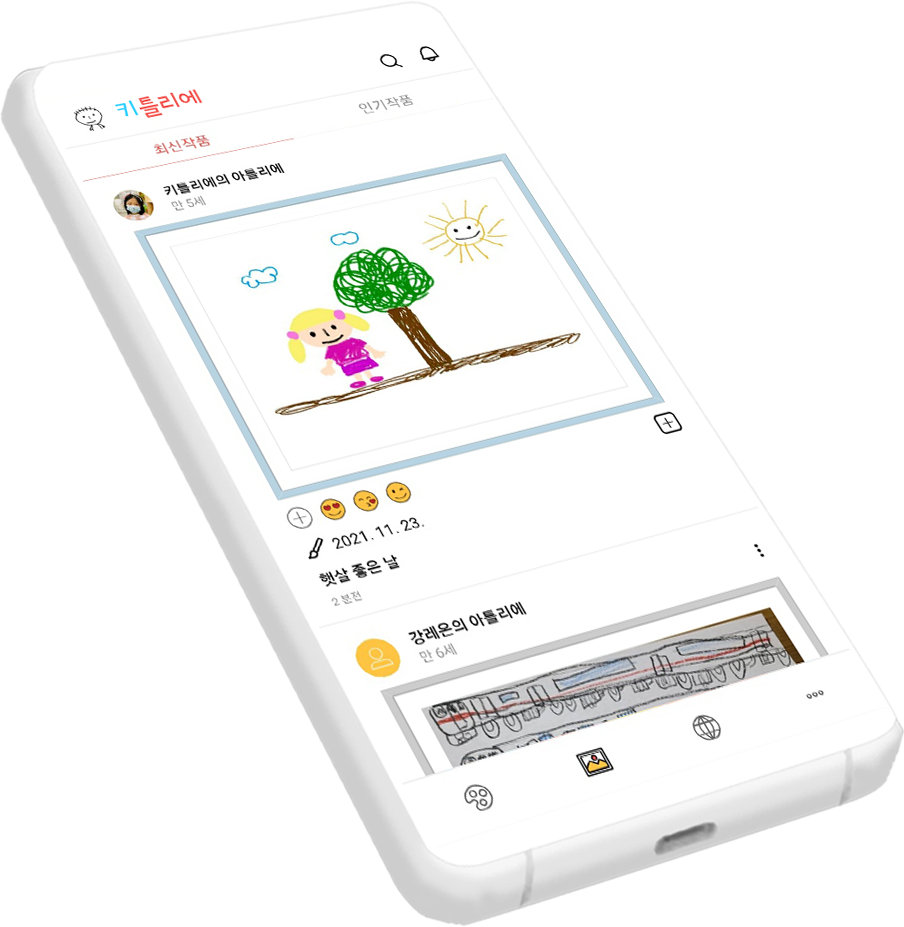 키틀리에
최신작품
인기작품
키틀리에의 아틀리에
만 5세
2021. 11. 23.
햇살 좋은 날
2 분전
강레온의 아틀리에
만 6세